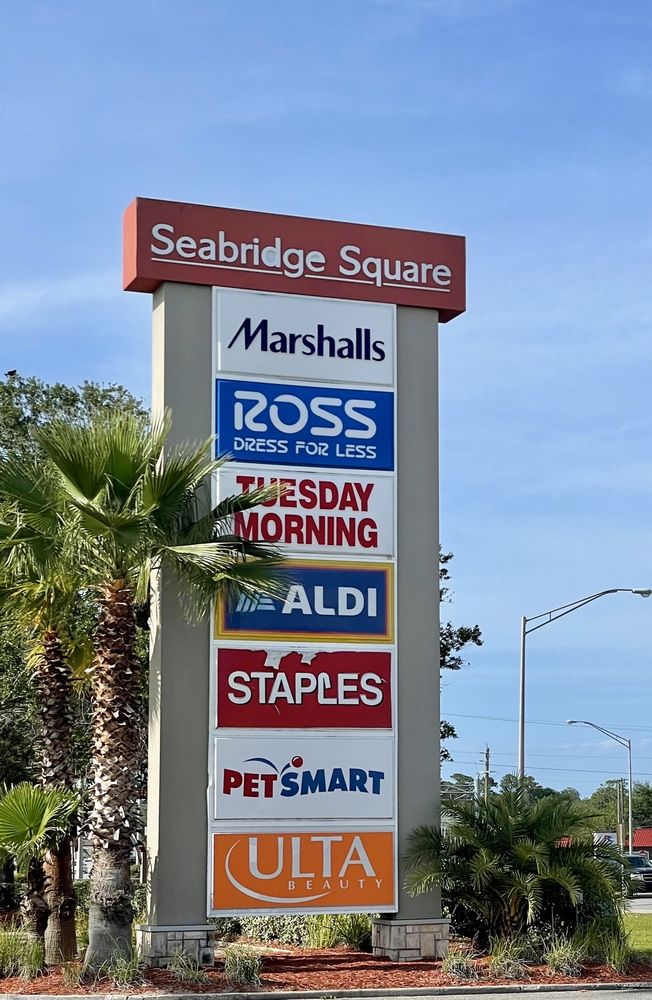 Seabridge Square
Marshalls
ROSS
DRESS FOR LESS
TUESDAY
MORNING
ALDI
STAPLES
PETSMART
ULTA
BEAUTY